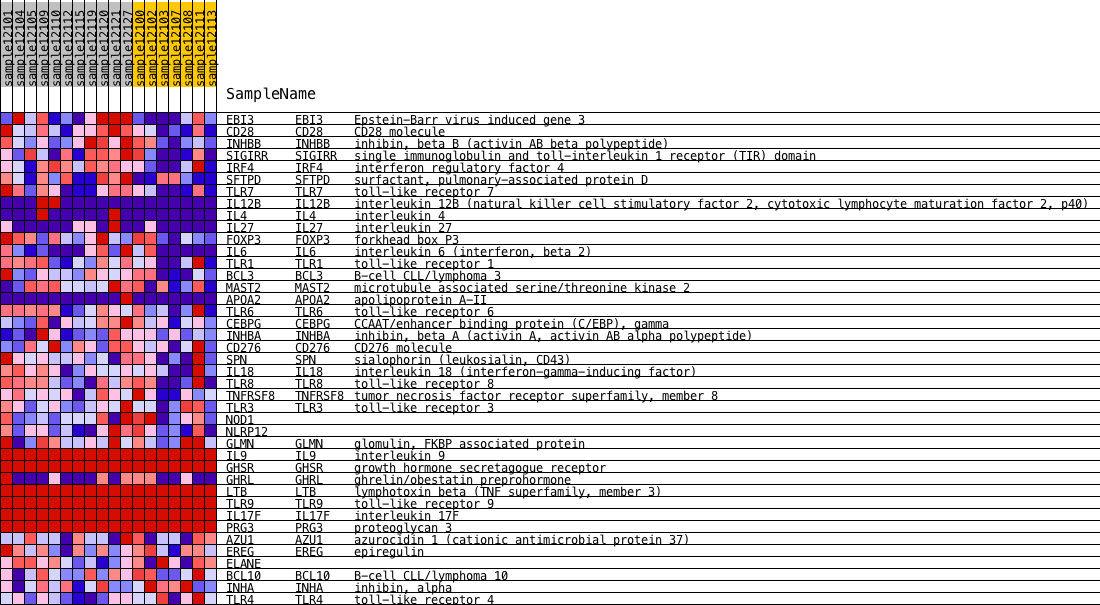 sample12101
sample12104
sample12105
sample12109
sample12110
sample12112
sample12115
sample12119
sample12120
sample12121
sample12127
sample12100
sample12102
sample12103
sample12107
sample12108
sample12111
sample12113
SampleName
EBI3 EBI3 Epstein-Barr virus induced gene 3
CD28 CD28 CD28 molecule
INHBB INHBB inhibin, beta B (activin AB beta polypeptide)
SIGIRR SIGIRR single immunoglobulin and toll-interleukin 1 receptor (TIR) domain
IRF4 IRF4 interferon regulatory factor 4
SFTPD SFTPD surfactant, pulmonary-associated protein D
TLR7 TLR7 toll-like receptor 7
IL12B IL12B interleukin 12B (natural killer cell stimulatory factor 2, cytotoxic lymphocyte maturation factor 2, p40)
IL4 IL4 interleukin 4
IL27 IL27 interleukin 27
FOXP3 FOXP3 forkhead box P3
IL6 IL6 interleukin 6 (interferon, beta 2)
TLR1 TLR1 toll-like receptor 1
BCL3 BCL3 B-cell CLL/lymphoma 3
MAST2 MAST2 microtubule associated serine/threonine kinase 2
APOA2 APOA2 apolipoprotein A-II
TLR6 TLR6 toll-like receptor 6
CEBPG CEBPG CCAAT/enhancer binding protein (C/EBP), gamma
INHBA INHBA inhibin, beta A (activin A, activin AB alpha polypeptide)
CD276 CD276 CD276 molecule
SPN SPN sialophorin (leukosialin, CD43)
IL18 IL18 interleukin 18 (interferon-gamma-inducing factor)
TLR8 TLR8 toll-like receptor 8
TNFRSF8 TNFRSF8 tumor necrosis factor receptor superfamily, member 8
TLR3 TLR3 toll-like receptor 3
NOD1
NLRP12
GLMN GLMN glomulin, FKBP associated protein
IL9 IL9 interleukin 9
GHSR GHSR growth hormone secretagogue receptor
GHRL GHRL ghrelin/obestatin preprohormone
LTB LTB lymphotoxin beta (TNF superfamily, member 3)
TLR9 TLR9 toll-like receptor 9
IL17F IL17F interleukin 17F
PRG3 PRG3 proteoglycan 3
AZU1 AZU1 azurocidin 1 (cationic antimicrobial protein 37)
EREG EREG epiregulin
ELANE
BCL10 BCL10 B-cell CLL/lymphoma 10
INHA INHA inhibin, alpha
TLR4 TLR4 toll-like receptor 4